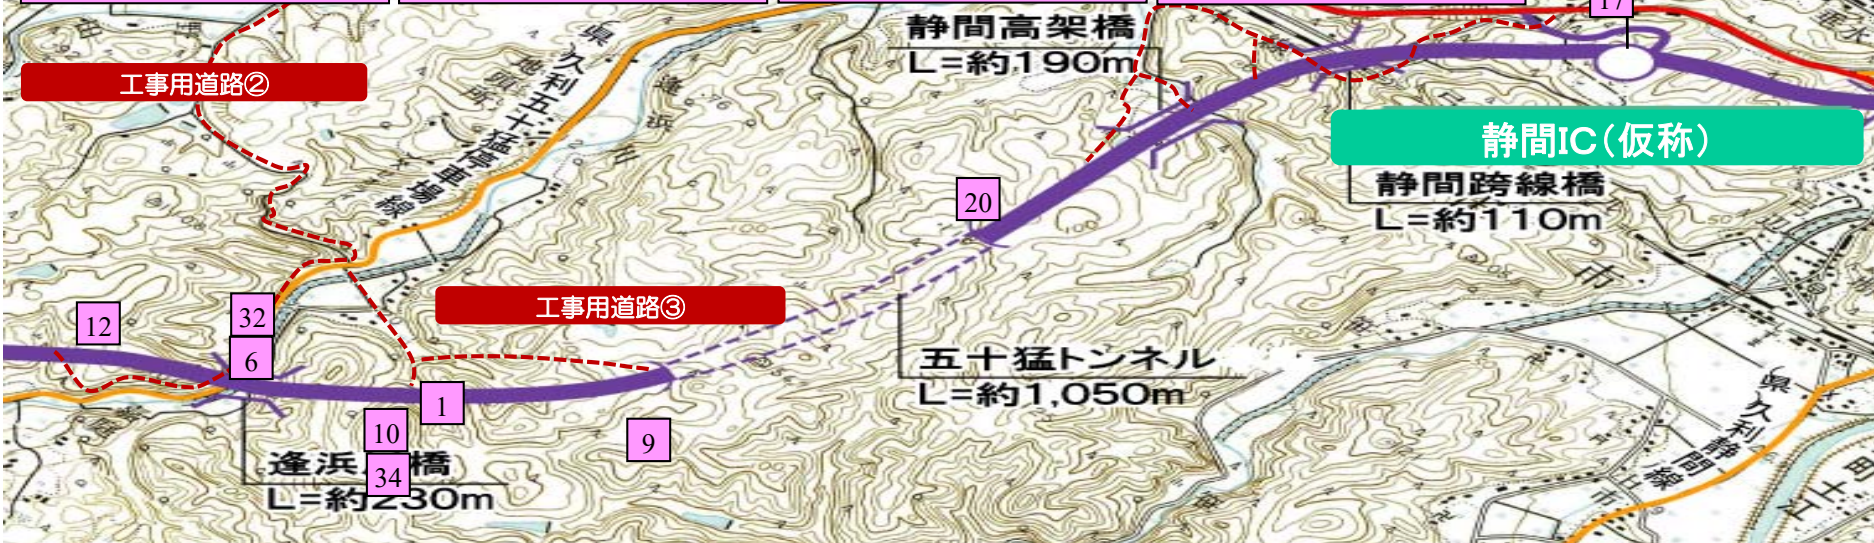 17
静間高架橋
L=約190m
工事用道路②
県
久利五十猛停車場線
逢
浜
川
静間IC(仮称)
静間跨線橋
L=約110m
20
工事用道路③
12
32
6
五十猛トンネル
L=約1,050m
1
10
9
34
橋
逢浜
L=約230m
市
県
久利静間線